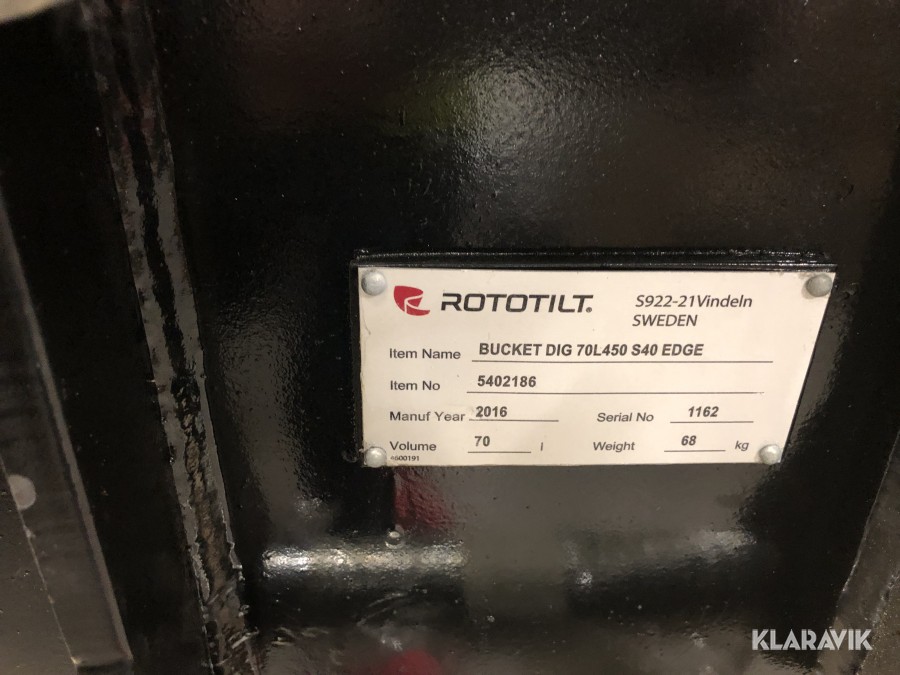 ROTOTILT®
S922-21Vindeln
SWEDEN
Item Name BUCKET DIG 70L450 S40 EDGE
Item No 5402186
Manuf Year 2016 Serial No 1162
Volume 70 l Weight 68 kg
4600191
KLARAVIK